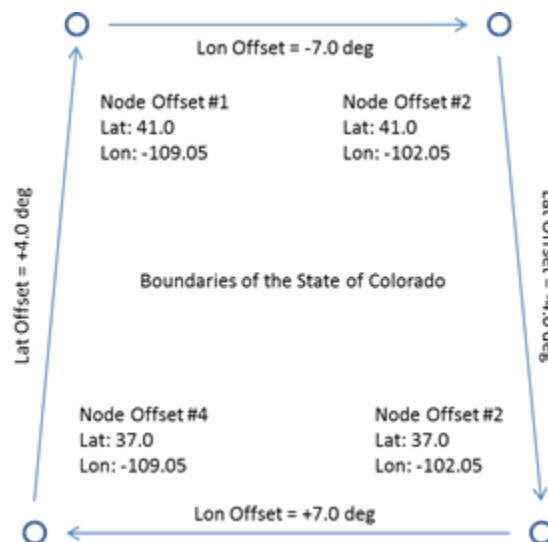 Lon Offset = -7.0 deg
Node Offset #1
Lat: 41.0
Lon: -109.05
Node Offset #2
Lat: 41.0
Lon: -102.05
Lat Offset = +4.0 deg
Boundaries of the State of Colorado
Node Offset #4
Lat: 37.0
Lon: -109.05
Node Offset #2
Lat: 37.0
Lon: -102.05
Lon Offset = +7.0 deg